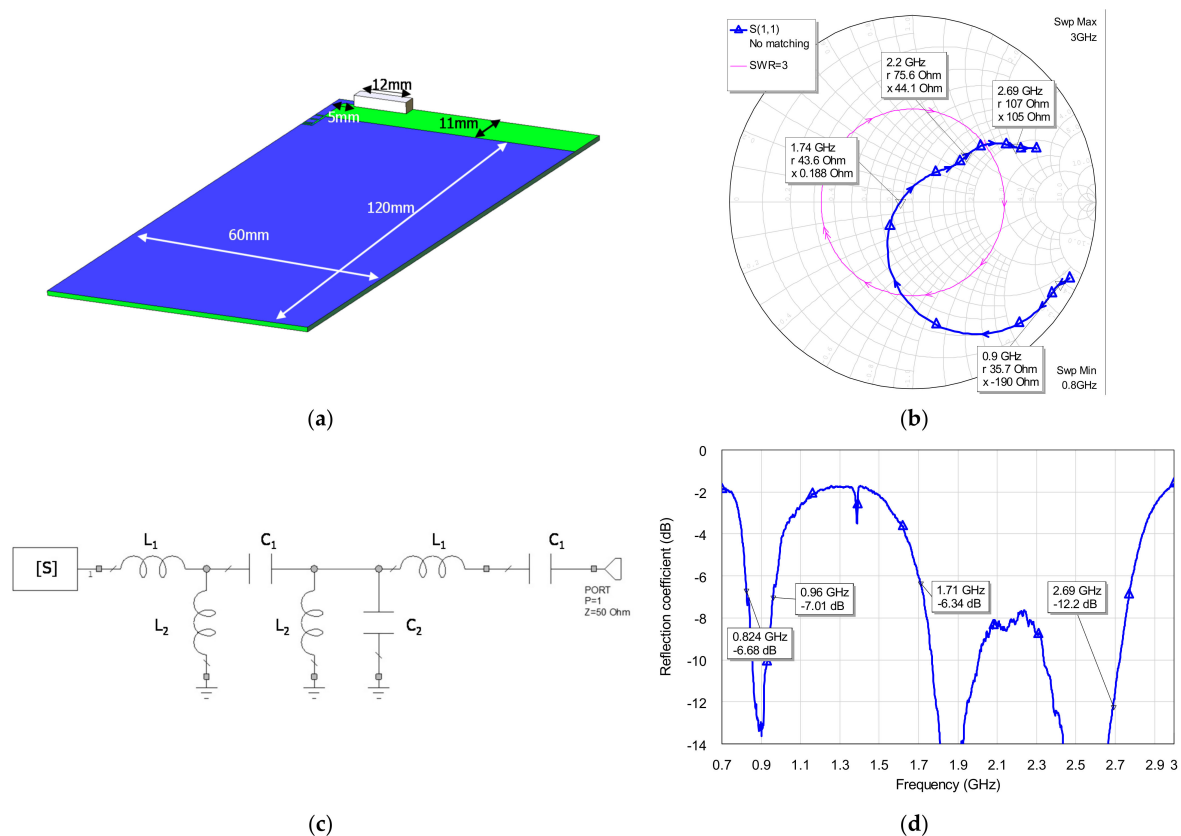 12mm
5mm
11mm
120mm
60mm
(a)
S(1,1)
No matching
SWR=3
Swp Max
3GHz
2.2 GHz
r 75.6 Ohm
x 44.1 Ohm
2.69 GHz
r 107 Ohm
x 105 Ohm
1.74 GHz
r 43.6 Ohm
x 0.188 Ohm
0.9 GHz
r 35.7 Ohm
x -190 Ohm
Swp Min
0.8GHz
(b)
[S]
1
L1
C1
L1
C1
L2
L2
C2
PORT
P=1
Z=50 Ohm
(c)
Reflection coefficient (dB)
0
-2
-4
-6
-8
-10
-12
-14
0.96 GHz
-7.01 dB
0.824 GHz
-6.68 dB
1.71 GHz
-6.34 dB
2.69 GHz
-12.2 dB
0.7 0.9 1.1 1.3 1.5 1.7 1.9 2.1 2.3 2.5 2.7 2.9 3
Frequency (GHz)
(d)